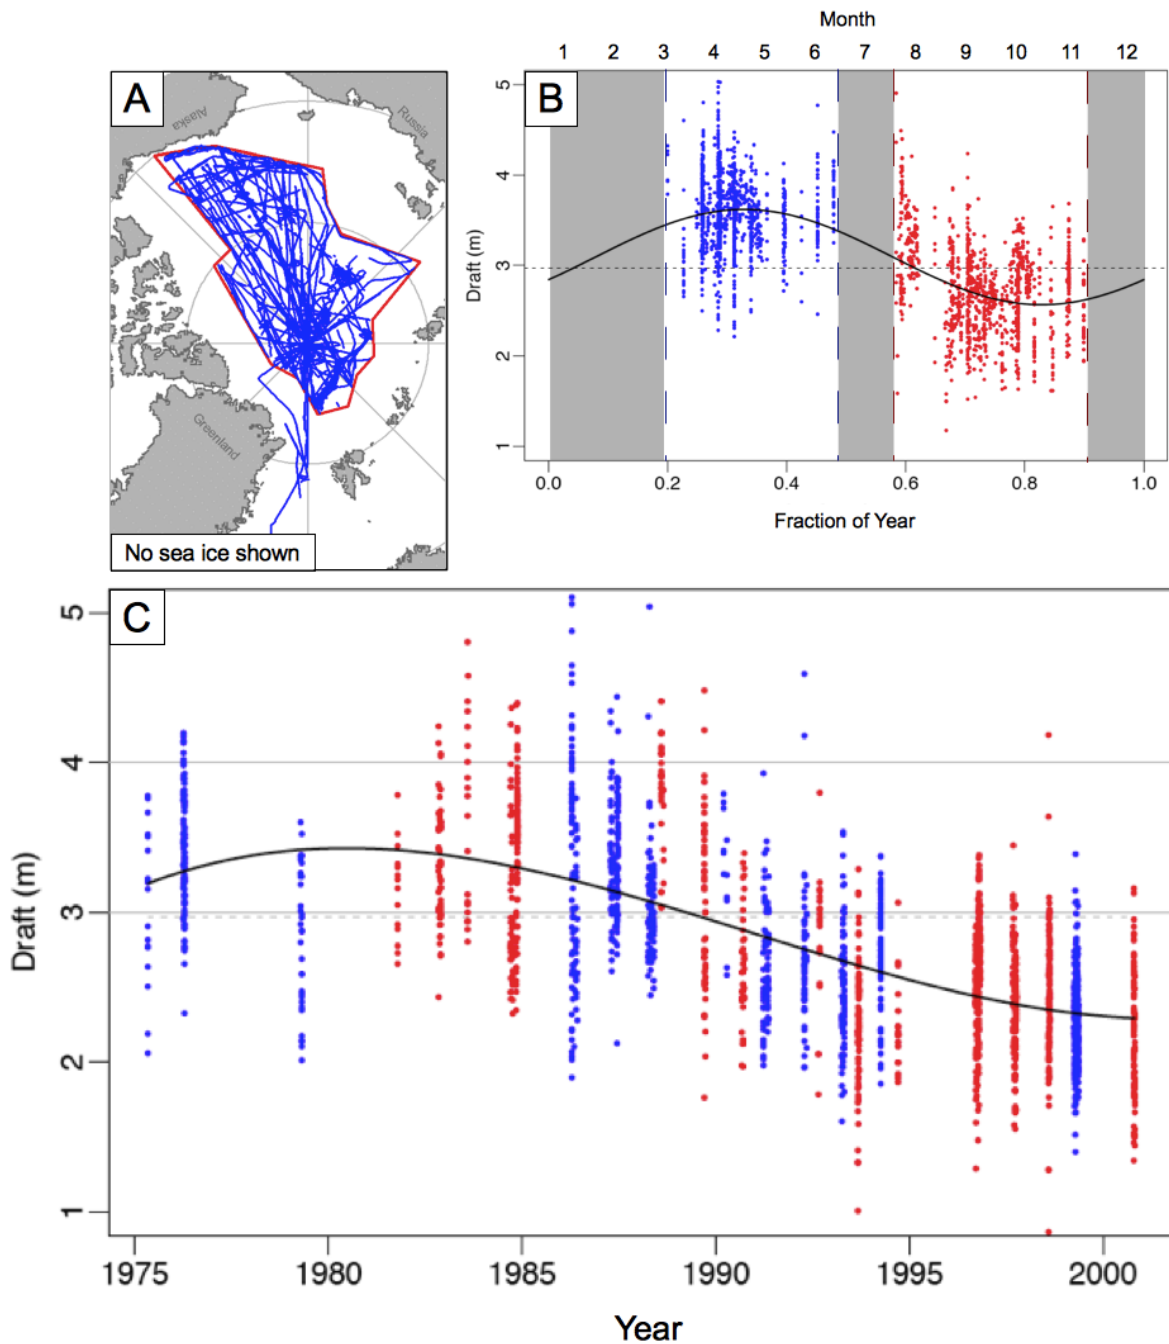 A
Alaska
Russia
Greenland
No sea ice shown
Month
1 2 3 4 5 6 7 8 9 10 11 12
B
5
4
3
2
1
Draft (m)
0.0 0.2 0.4 0.6 0.8 1.0
Fraction of Year
C
5
4
3
2
1
Draft (m)
1975 1980 1985 1990 1995 2000
Year